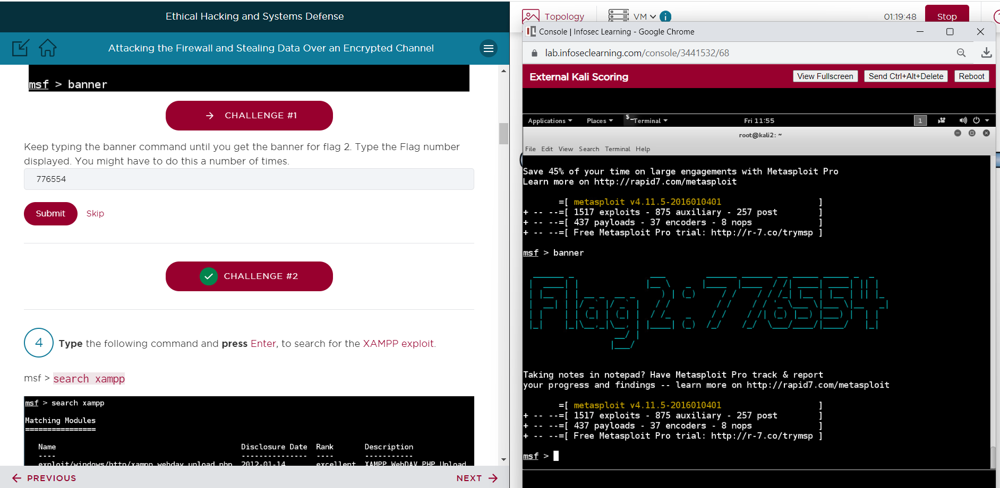 Ethical Hacking and Systems Defense
Attacking the Firewall and Stealing Data Over an Encrypted Channel
msf > banner
CHALLENGE #1
Keep typing the banner command until you get the banner for flag 2. Type the Flag number
displayed. You might have to do this a number of times.
776554
Submit Skip
CHALLENGE #2
4 Type the following command and press Enter, to search for the XAMPP exploit.
msf > search xampp
msf > search xampp
Matching Modules
================
Name Disclosure Date Rank Description
---- --------------- ---- -----------
exploit/windows/http/xampp_webdav_upload_php 2012-01-14 excellent XAMPP WebDAV PHP Upload
PREVIOUS NEXT
Topology VM i 01:19:48 Stop
Console | Infosec Learning - Google Chrome
lab.infoseclearning.com/console/3441532/68
External Kali Scoring View Fullscreen Send Ctrl+Alt+Delete Reboot
Applications Places Terminal Fri 11:55 1
root@kali2: ~
File Edit View Search Terminal Help
Save 45% of your time on large engagements with Metasploit Pro
Learn more on http://rapid7.com/metasploit
=[ metasploit v4.11.5-2016010401 ]
+ -- --=[ 1517 exploits - 875 auxiliary - 257 post ]
+ -- --=[ 437 payloads - 37 encoders - 8 nops ]
+ -- --=[ Free Metasploit Pro trial: http://r-7.co/trymsp ]
msf > banner
Flag 2:776554
Taking notes in notepad? Have Metasploit Pro track & report
your progress and findings -- learn more on http://rapid7.com/metasploit
=[ metasploit v4.11.5-2016010401 ]
+ -- --=[ 1517 exploits - 875 auxiliary - 257 post ]
+ -- --=[ 437 payloads - 37 encoders - 8 nops ]
+ -- --=[ Free Metasploit Pro trial: http://r-7.co/trymsp ]
msf >